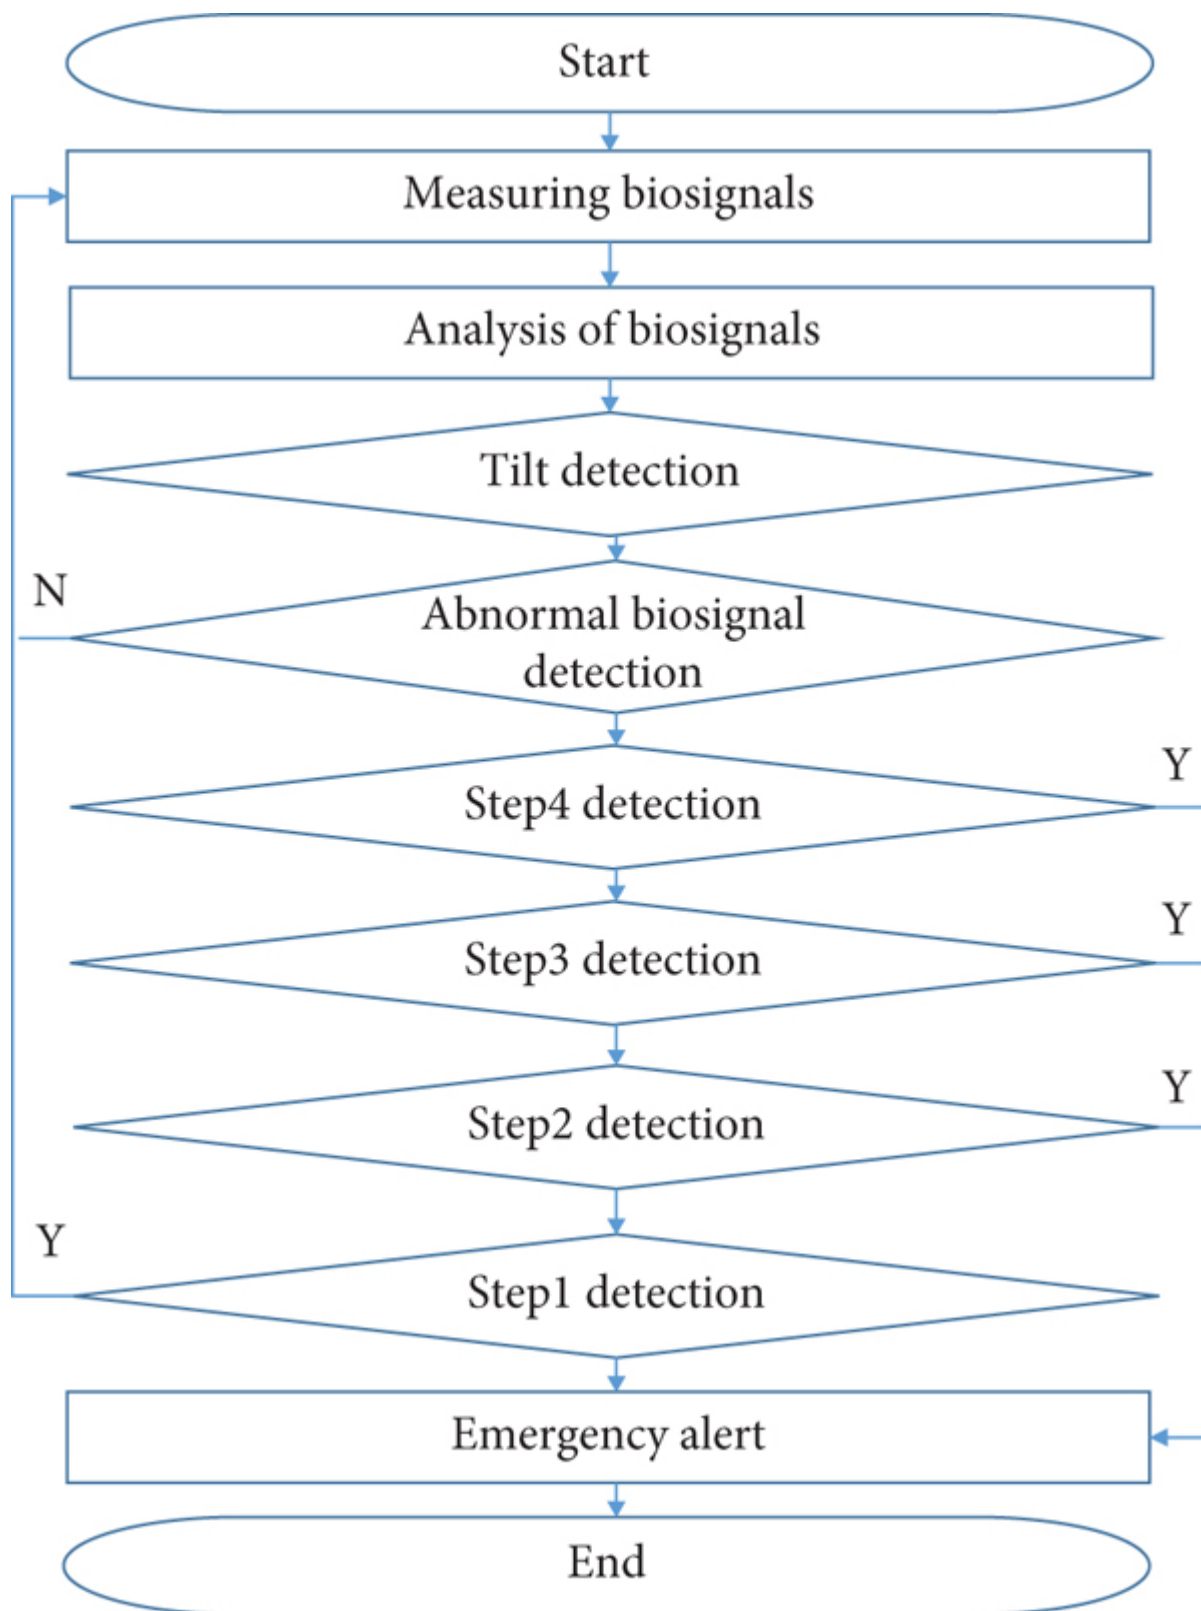 Start
Measuring biosignals
Analysis of biosignals
Tilt detection
N
Abnormal biosignal
detection
Y
Step4 detection
Y
Step3 detection
Y
Step2 detection
Y
Step1 detection
Emergency alert
End